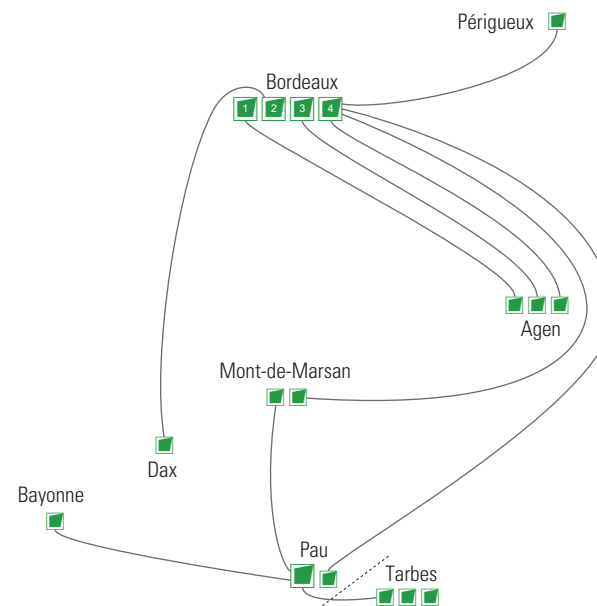 Périgueux
Bordeaux
1 2 3 4
Agen
Mont-de-Marsan
Dax
Bayonne
Pau
Tarbes